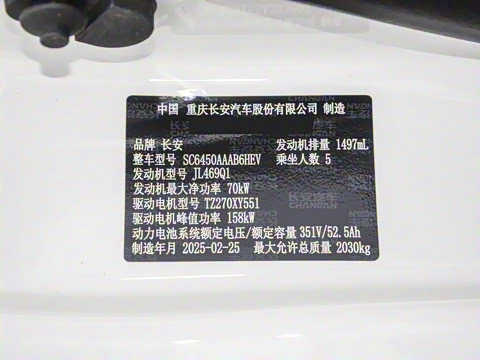 中国 重庆长安汽车股份有限公司 制造
品牌 长安 发动机排量 1497mL
整车型号 SC6450AAAB6HEV 乘坐人数 5
发动机型号 JL469Q1
发动机最大净功率 70kW
驱动电机型号 TZ270XY551
驱动电机峰值功率 158kW
动力电池系统额定电压/额定容量 351V/52.5Ah
制造年月 2025-02-25 最大允许总质量 2030kg